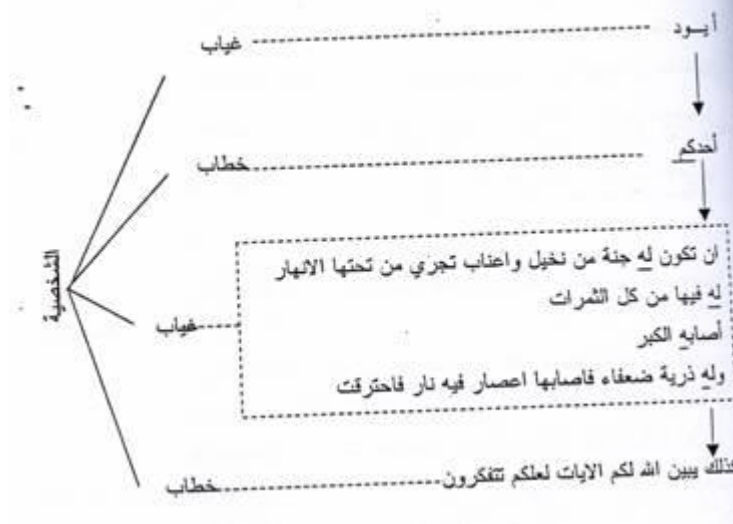 أيـود ---------- غياب
أحدكم ---------- خطاب
ان تكون له جنة من نخيل واعناب تجري من تحتها الانهار
له فيها من كل الثمرات
أصابه الكبر
وله ذرية ضعفاء فاصابها اعصار فيه نار فاحترقت
غياب
كذلك يبين الله لكم الايات لعلكم تتفكرون ---------- خطاب
الشخصية